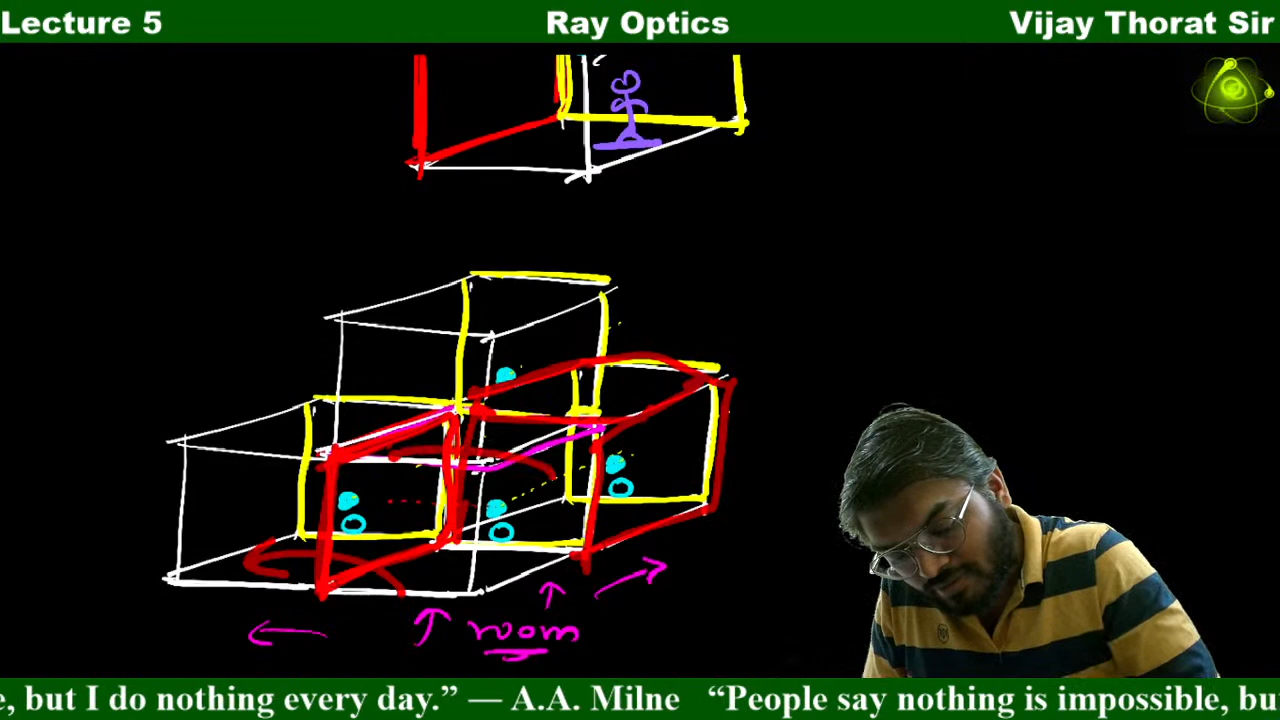 Lecture 5 Ray Optics Vijay Thorat Sir
room
e, but I do nothing every day.” — A.A. Milne “People say nothing is impossible, bu